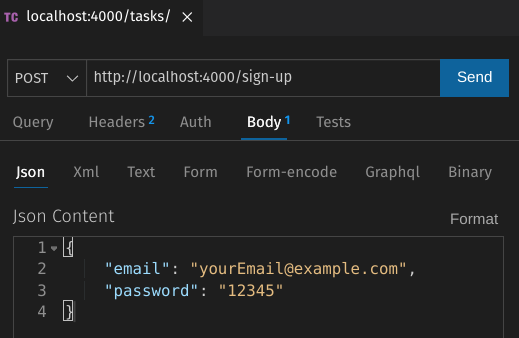 TC localhost:4000/tasks/ ×
POST http://localhost:4000/sign-up Send
Query Headers 2 Auth Body 1 Tests
Json Xml Text Form Form-encode Graphql Binary
Json Content Format
1 {
2 "email": "yourEmail@example.com",
3 "password": "12345"
4 }